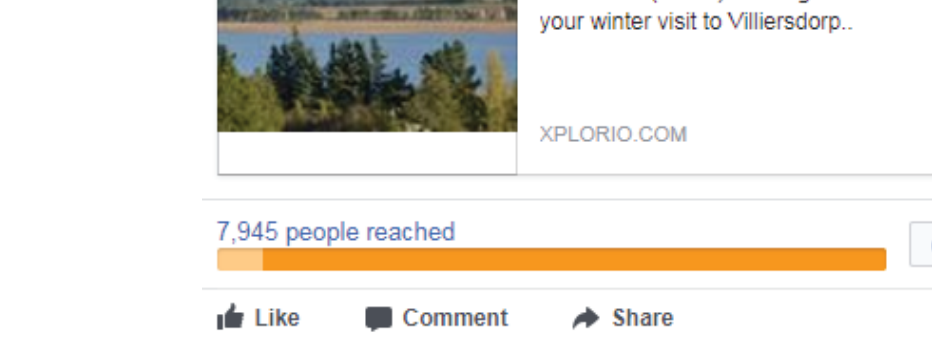 your winter visit to Villiersdorp..
XPLORIO.COM
7,945 people reached
Like
Comment
Share